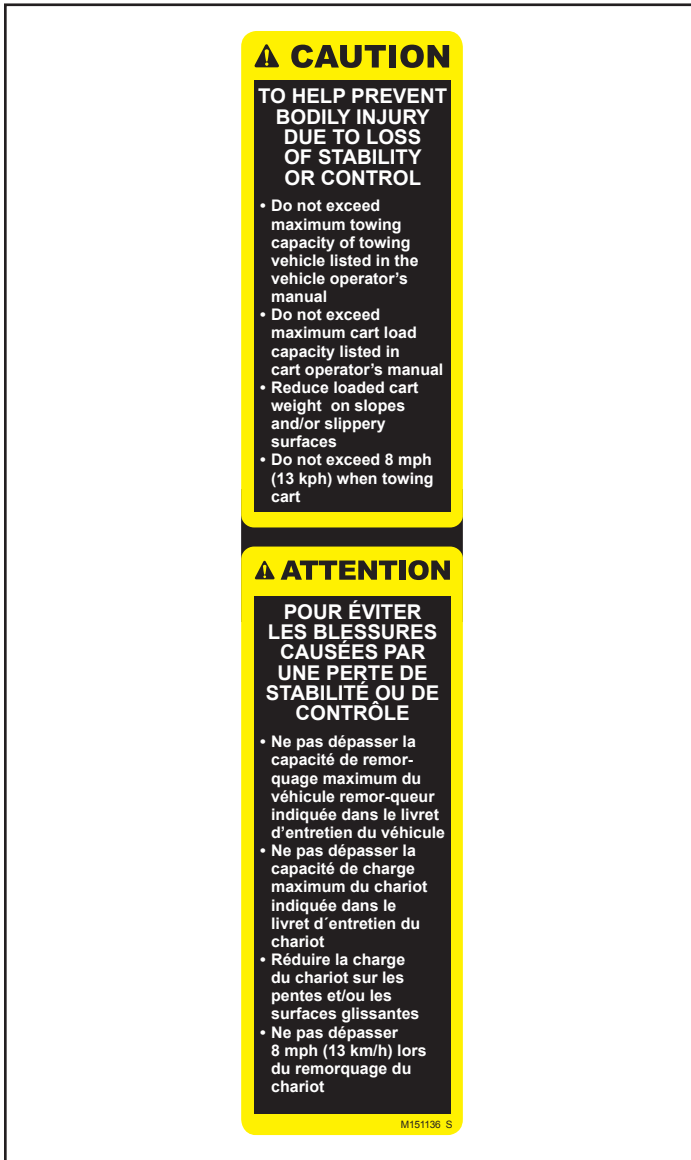 CAUTION
TO HELP PREVENT
BODILY INJURY
DUE TO LOSS
OF STABILITY
OR CONTROL
• Do not exceed
maximum towing
capacity of towing
vehicle listed in the
vehicle operator’s
manual
• Do not exceed
maximum cart load
capacity listed in
cart operator’s manual
• Reduce loaded cart
weight on slopes
and/or slippery
surfaces
• Do not exceed 8 mph
(13 kph) when towing
cart
ATTENTION
POUR ÉVITER
LES BLESSURES
CAUSÉES PAR
UNE PERTE DE
STABILITÉ OU DE
CONTRÔLE
• Ne pas dépasser la
capacité de remor-
quage maximum du
véhicule remor-queur
indiquée dans le livret
d’entretien du véhicule
• Ne pas dépasser la
capacité de charge
maximum du chariot
indiquée dans le
livret d´entretien du
chariot
• Réduire la charge
du chariot sur les
pentes et/ou les
surfaces glissantes
• Ne pas dépasser
8 mph (13 km/h) lors
du remorquage du
chariot
M151136 S